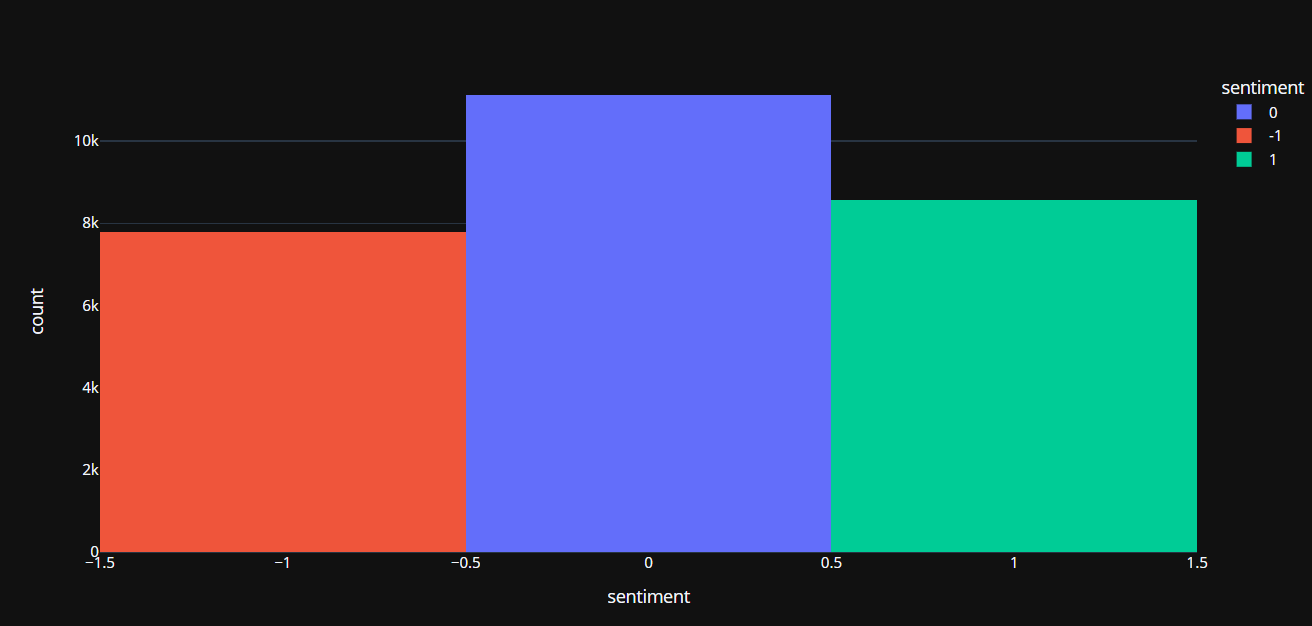 sentiment
0
-1
1
10k
8k
6k
4k
2k
0
count
−1.5
−1
−0.5
0
0.5
1
1.5
sentiment